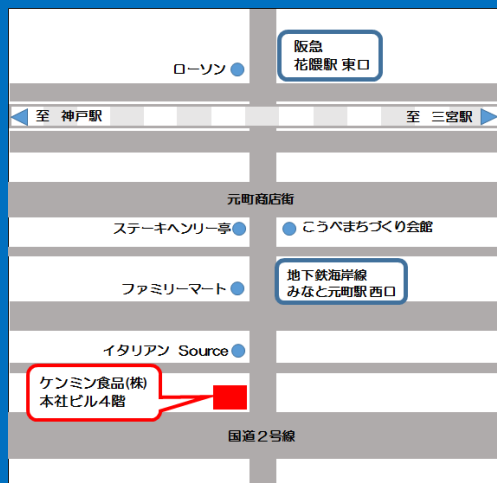 阪急
花隈駅 東口
ローソン
至 神戸駅
至 三宮駅
元町商店街
ステーキヘンリー亭
こうべまちづくり会館
地下鉄海岸線
みなと元町駅 西口
ファミリーマート
イタリアン Source
ケンミン食品(株)
本社ビル4階
国道2号線